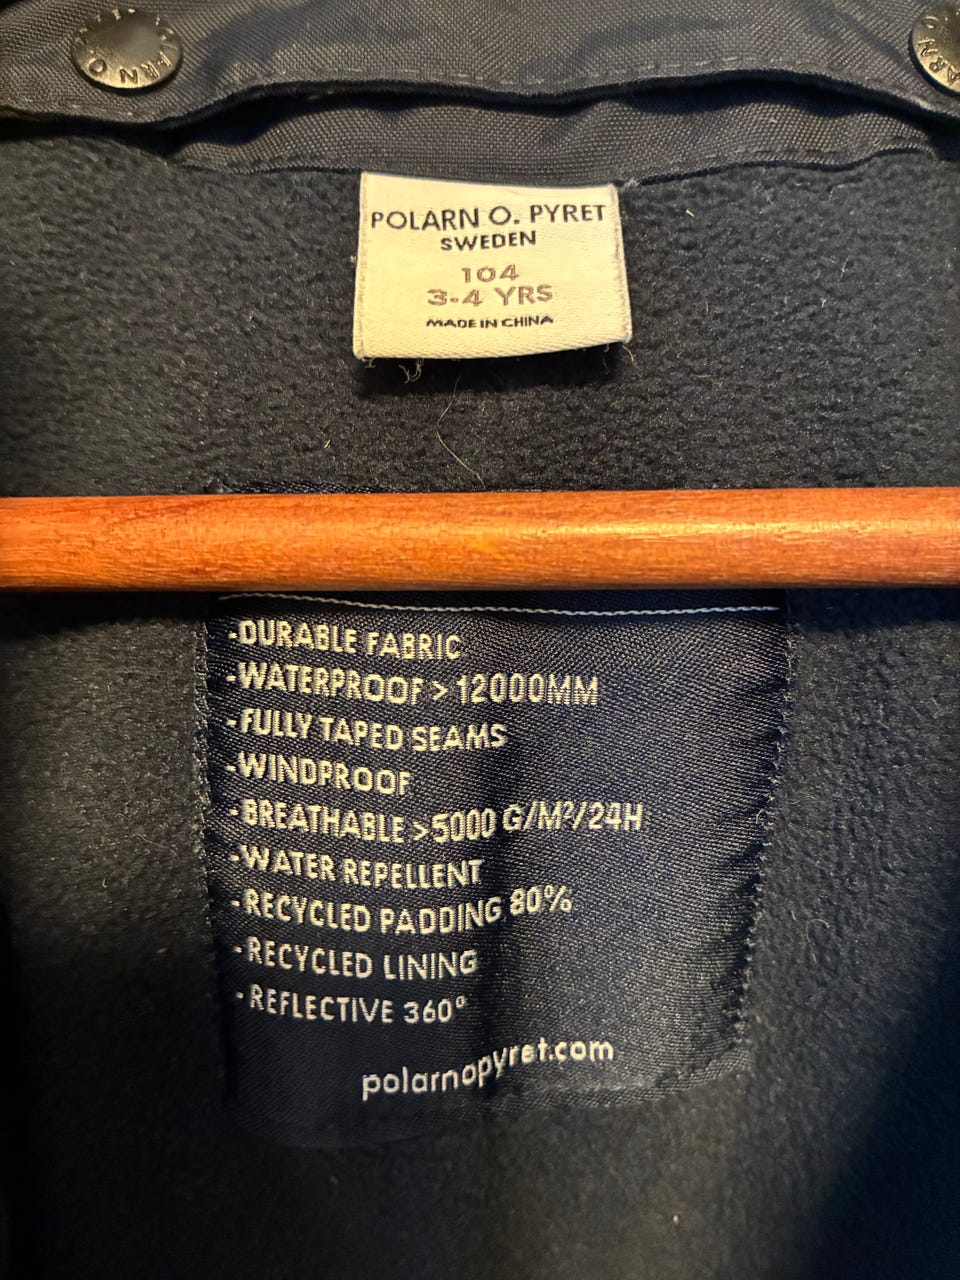 POLARN O. PYRET
SWEDEN
104
3-4 YRS
MADE IN CHINA
-DURABLE FABRIC
-WATERPROOF > 12000MM
-FULLY TAPED SEAMS
-WINDPROOF
-BREATHABLE >5000 G/M²/24H
-WATER REPELLENT
-RECYCLED PADDING 80%
-RECYCLED LINING
-REFLECTIVE 360°
polarnopyret.com